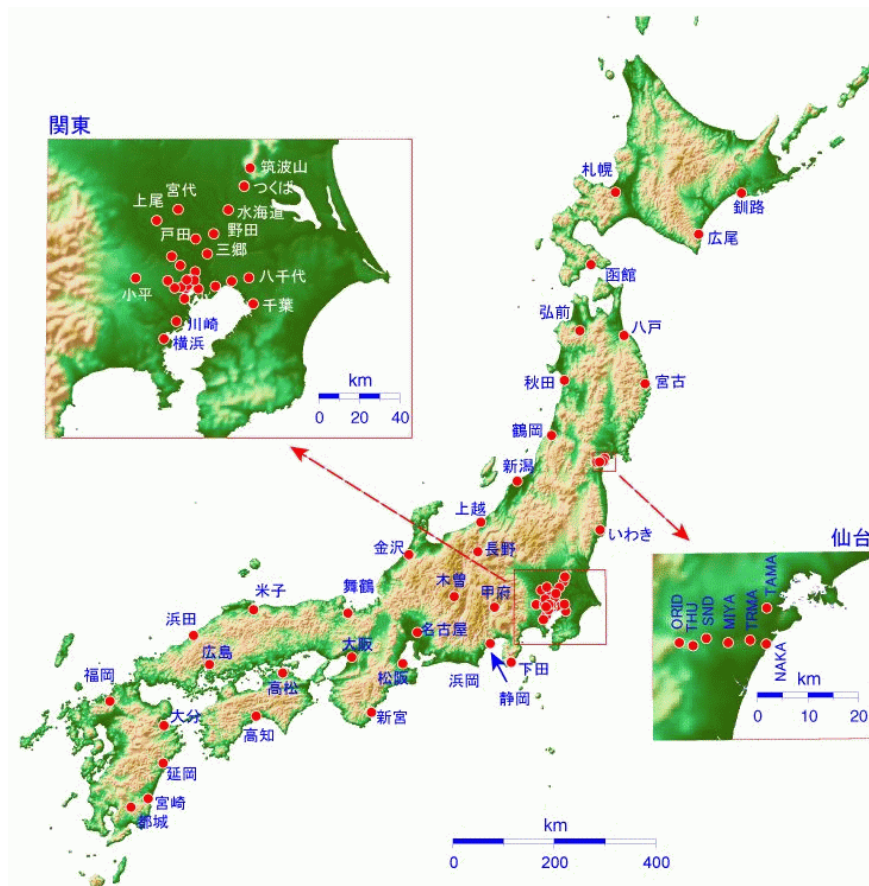 関東
筑波山
つくば
宮代
上尾
水海道
戸田
野田
三郷
小平
八千代
千葉
川崎
横浜
km
0 20 40
札幌
釧路
広尾
函館
弘前
八戸
秋田
宮古
鶴岡
新潟
上越
いわき
金沢
長野
仙台
木曽
甲府
米子
舞鶴
浜田
名古屋
広島
大阪
福岡
松阪
下田
高松
浜岡
静岡
大分
新宮
高知
延岡
宮崎
都城
ORID
THU
SND
MIYA
TRMA
TAMA
NAKA
km
0 10 20
km
0 200 400